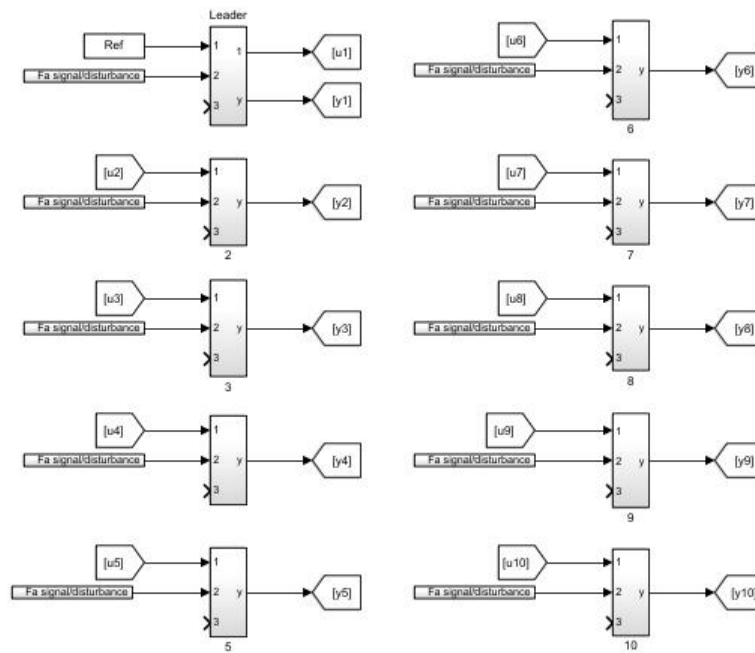 Leader
Ref
1
1
[u1]
Fa signal/disturbance
2
y
[y1]
3
[u2]
1
Fa signal/disturbance
2
y
[y2]
3
2
[u3]
1
Fa signal/disturbance
2
y
[y3]
3
3
[u4]
1
Fa signal/disturbance
2
y
[y4]
3
[u5]
1
Fa signal/disturbance
2
y
[y5]
3
5
[u6]
1
Fa signal/disturbance
2
y
[y6]
3
6
[u7]
1
Fa signal/disturbance
2
y
[y7]
3
7
[u8]
1
Fa signal/disturbance
2
y
[y8]
3
8
[u9]
1
Fa signal/disturbance
2
y
[y9]
3
9
[u10]
1
Fa signal/disturbance
2
y
[y10]
3
10